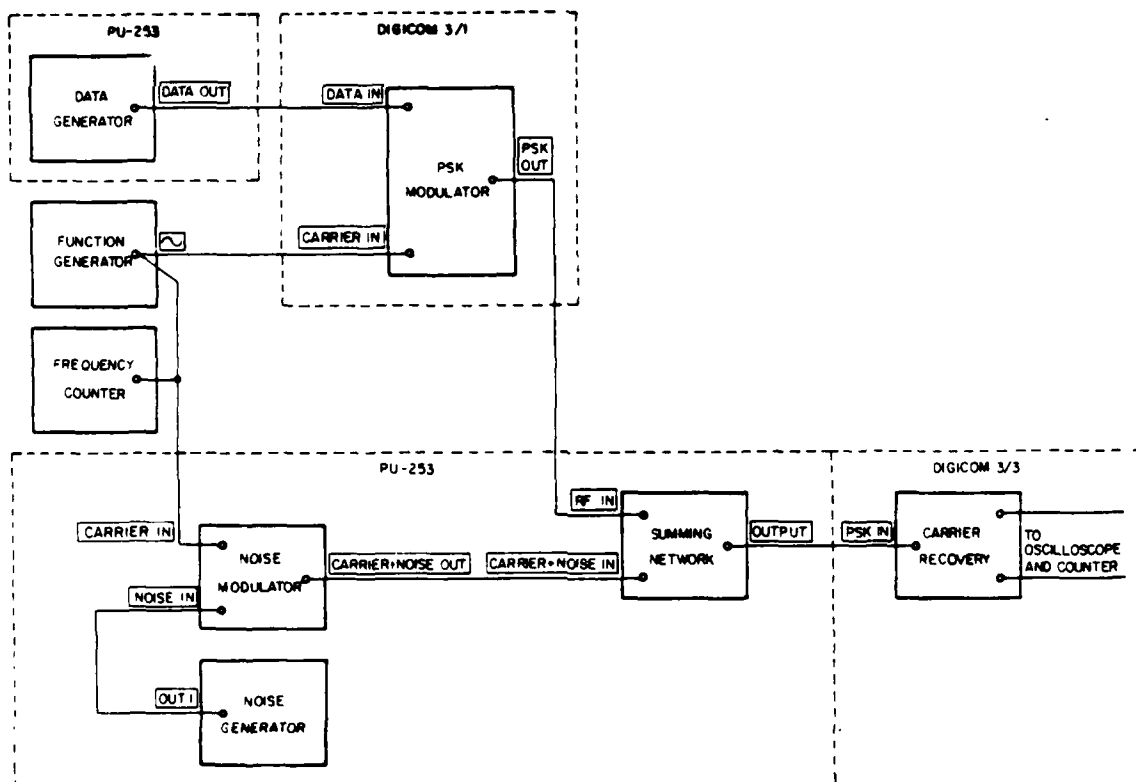 PU-253
DIGICOM 3/1
DATA
GENERATOR
DATA OUT
DATA IN
PSK
MODULATOR
PSK
OUT
FUNCTION
GENERATOR
CARRIER IN
FREQUENCY
COUNTER
PU-253
DIGICOM 3/3
RF IN
CARRIER IN
NOISE
MODULATOR
NOISE IN
CARRIER+NOISE OUT
CARRIER+NOISE IN
SUMMING
NETWORK
OUTPUT
PSK IN
CARRIER
RECOVERY
TO
OSCILLOSCOPE
AND COUNTER
OUT 1
NOISE
GENERATOR